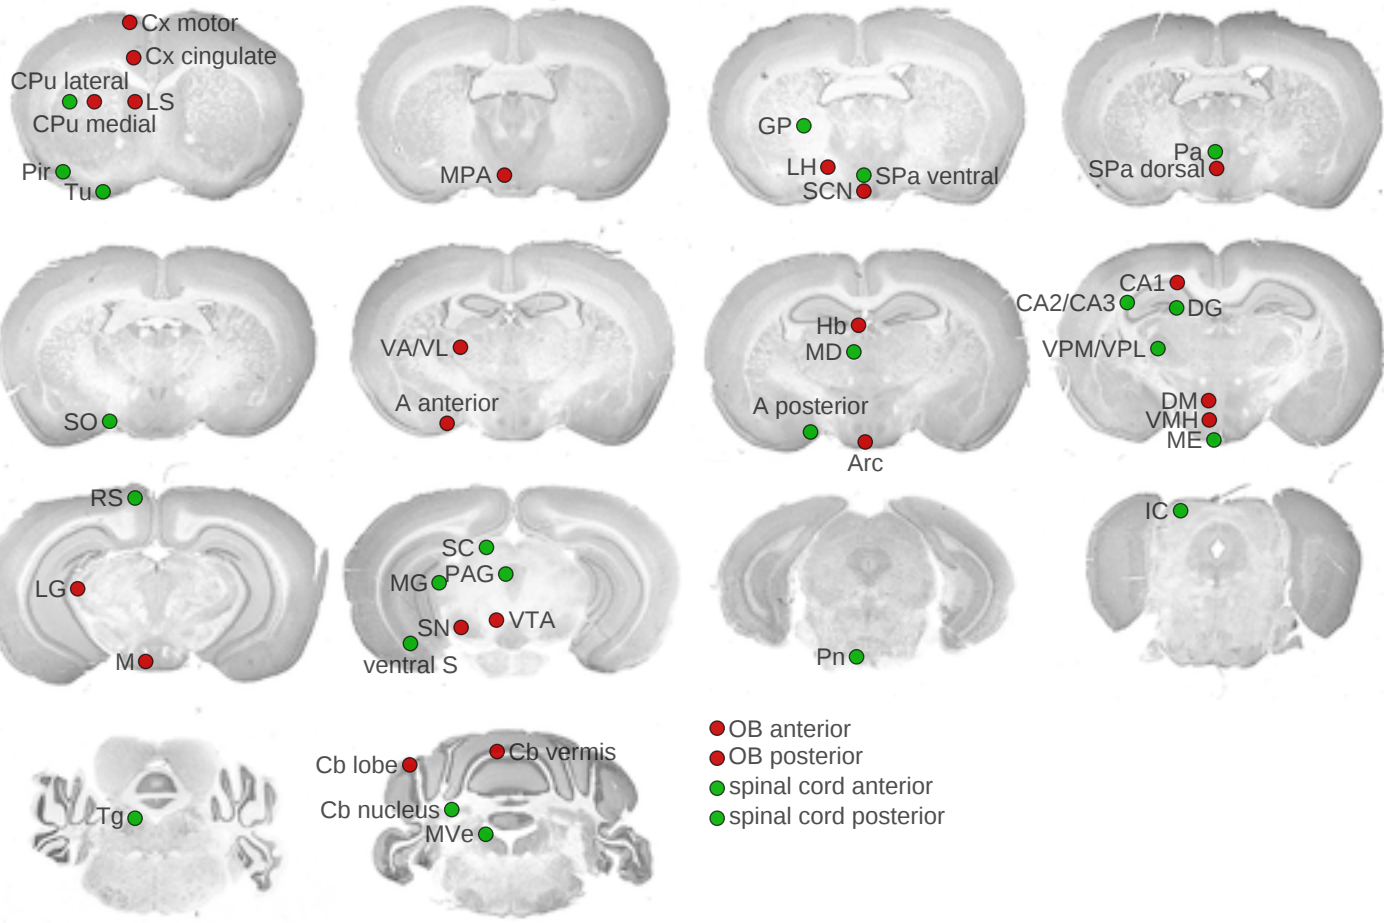 Cx motor
Cx cingulate
CPu lateral
LS
CPu medial
Pir
Tu
MPA
GP
LH
SPa ventral
SCN
Pa
SPa dorsal
SO
VA/VL
A anterior
Hb
MD
A posterior
Arc
CA1
CA2/CA3
DG
VPM/VPL
DM
VMH
ME
RS
LG
M
SC
MG
PAG
SN
VTA
ventral S
Pn
IC
Tg
Cb lobe
Cb vermis
Cb nucleus
MVe
OB anterior
OB posterior
spinal cord anterior
spinal cord posterior